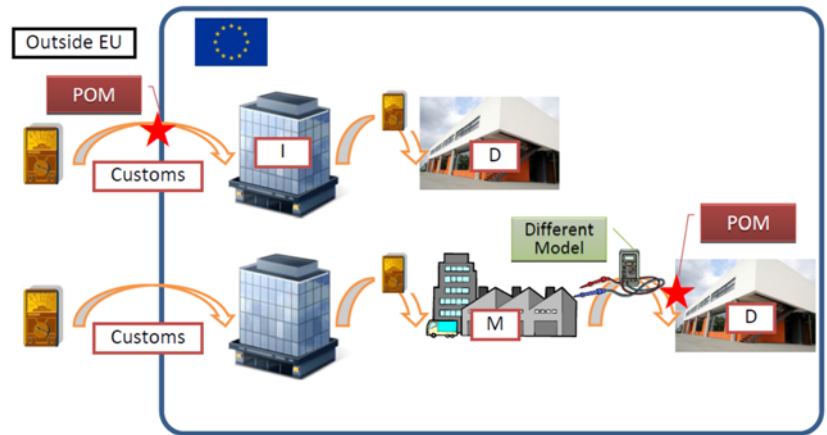 Outside EU
POM
I
D
Customs
Different
Model
POM
Customs
M
D